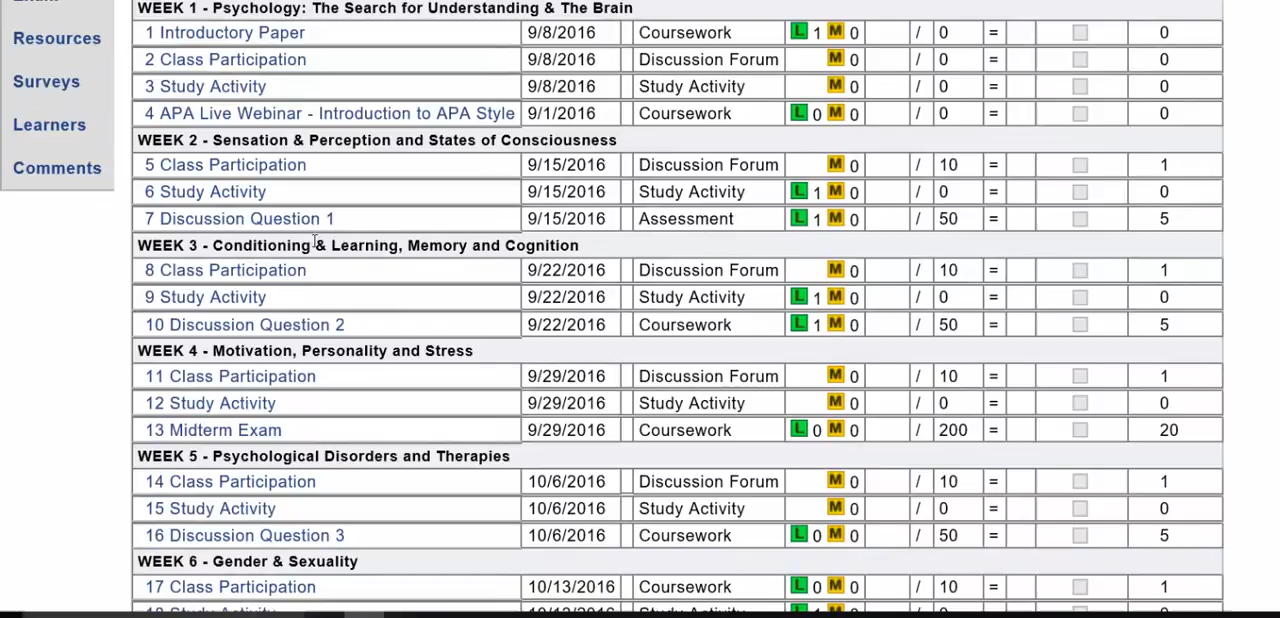 Resources
Surveys
Learners
Comments
WEEK 1 - Psychology: The Search for Understanding & The Brain
1 Introductory Paper 9/8/2016 Coursework L 1 M 0 / 0 = 0
2 Class Participation 9/8/2016 Discussion Forum M 0 / 0 = 0
3 Study Activity 9/8/2016 Study Activity M 0 / 0 = 0
4 APA Live Webinar - Introduction to APA Style 9/1/2016 Coursework L 0 M 0 / 0 = 0
WEEK 2 - Sensation & Perception and States of Consciousness
5 Class Participation 9/15/2016 Discussion Forum M 0 / 10 = 1
6 Study Activity 9/15/2016 Study Activity L 1 M 0 / 0 = 0
7 Discussion Question 1 9/15/2016 Assessment L 1 M 0 / 50 = 5
WEEK 3 - Conditioning & Learning, Memory and Cognition
8 Class Participation 9/22/2016 Discussion Forum M 0 / 10 = 1
9 Study Activity 9/22/2016 Study Activity L 1 M 0 / 0 = 0
10 Discussion Question 2 9/22/2016 Coursework L 1 M 0 / 50 = 5
WEEK 4 - Motivation, Personality and Stress
11 Class Participation 9/29/2016 Discussion Forum M 0 / 10 = 1
12 Study Activity 9/29/2016 Study Activity M 0 / 0 = 0
13 Midterm Exam 9/29/2016 Coursework L 0 M 0 / 200 = 20
WEEK 5 - Psychological Disorders and Therapies
14 Class Participation 10/6/2016 Discussion Forum M 0 / 10 = 1
15 Study Activity 10/6/2016 Study Activity M 0 / 0 = 0
16 Discussion Question 3 10/6/2016 Coursework L 0 M 0 / 50 = 5
WEEK 6 - Gender & Sexuality
17 Class Participation 10/13/2016 Coursework L 0 M 0 / 10 = 1